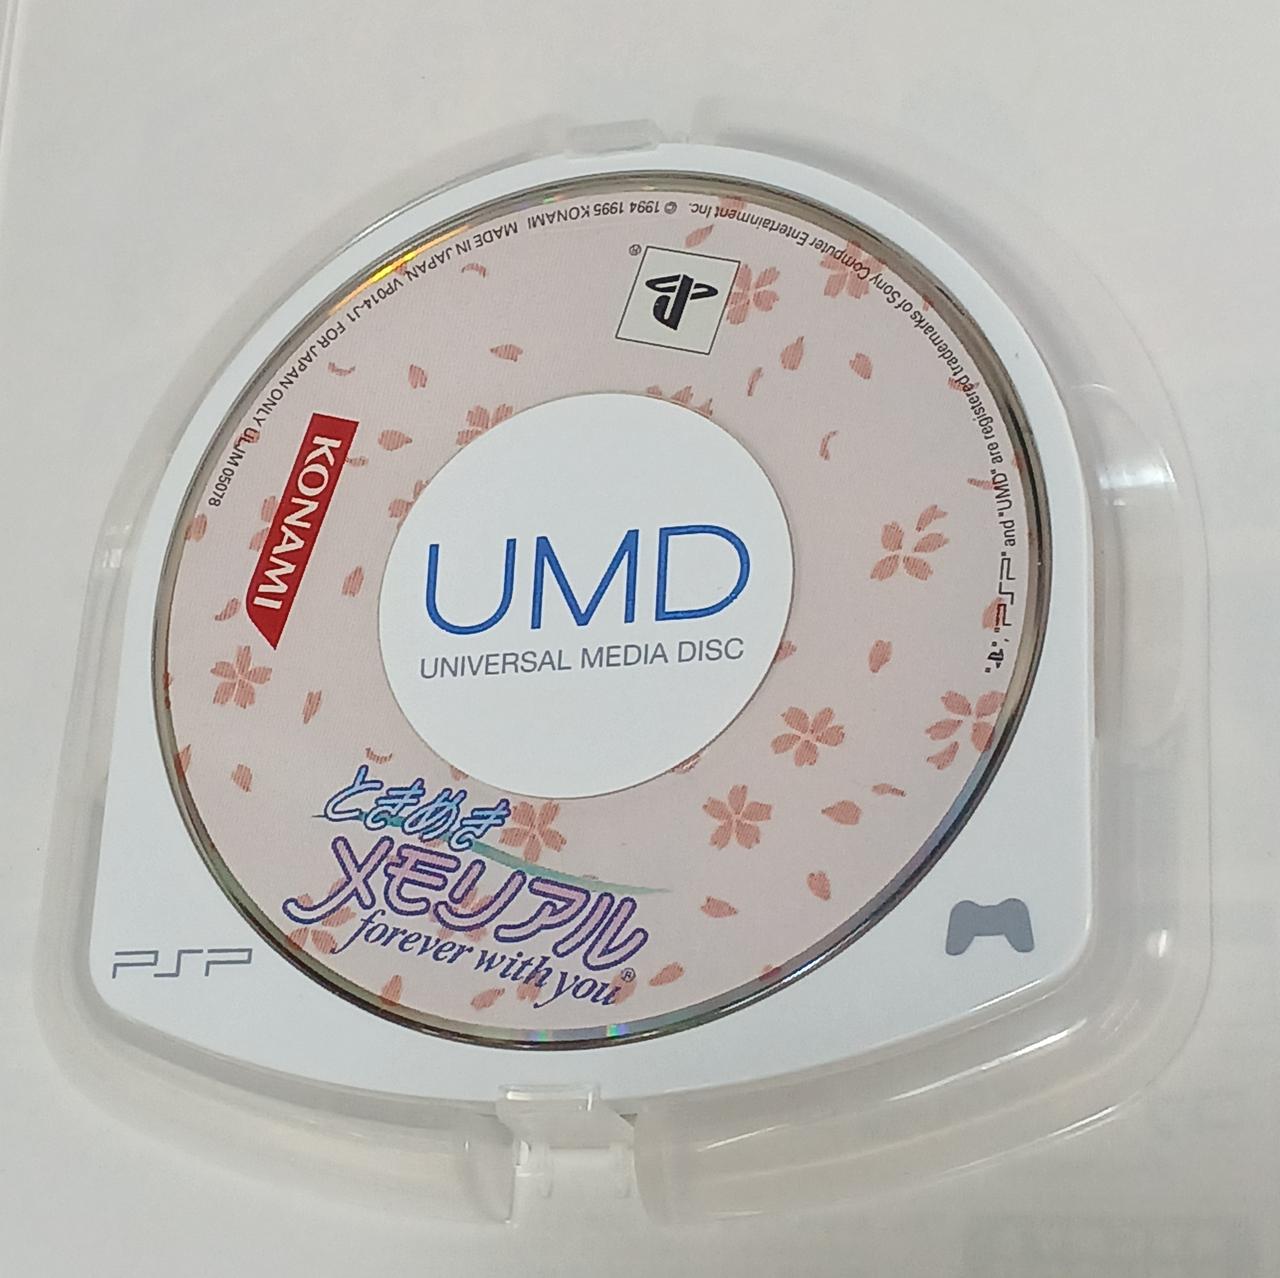 UMD
UNIVERSAL MEDIA DISC
KONAMI
ときめき
メモリアル
forever with you®
PSP
®
"PSP" and "UMD" are registered trademarks of Sony Computer Entertainment Inc. © 1994 1995 KONAMI MADE IN JAPAN VP014-J1 FOR JAPAN ONLY ULJM 05078